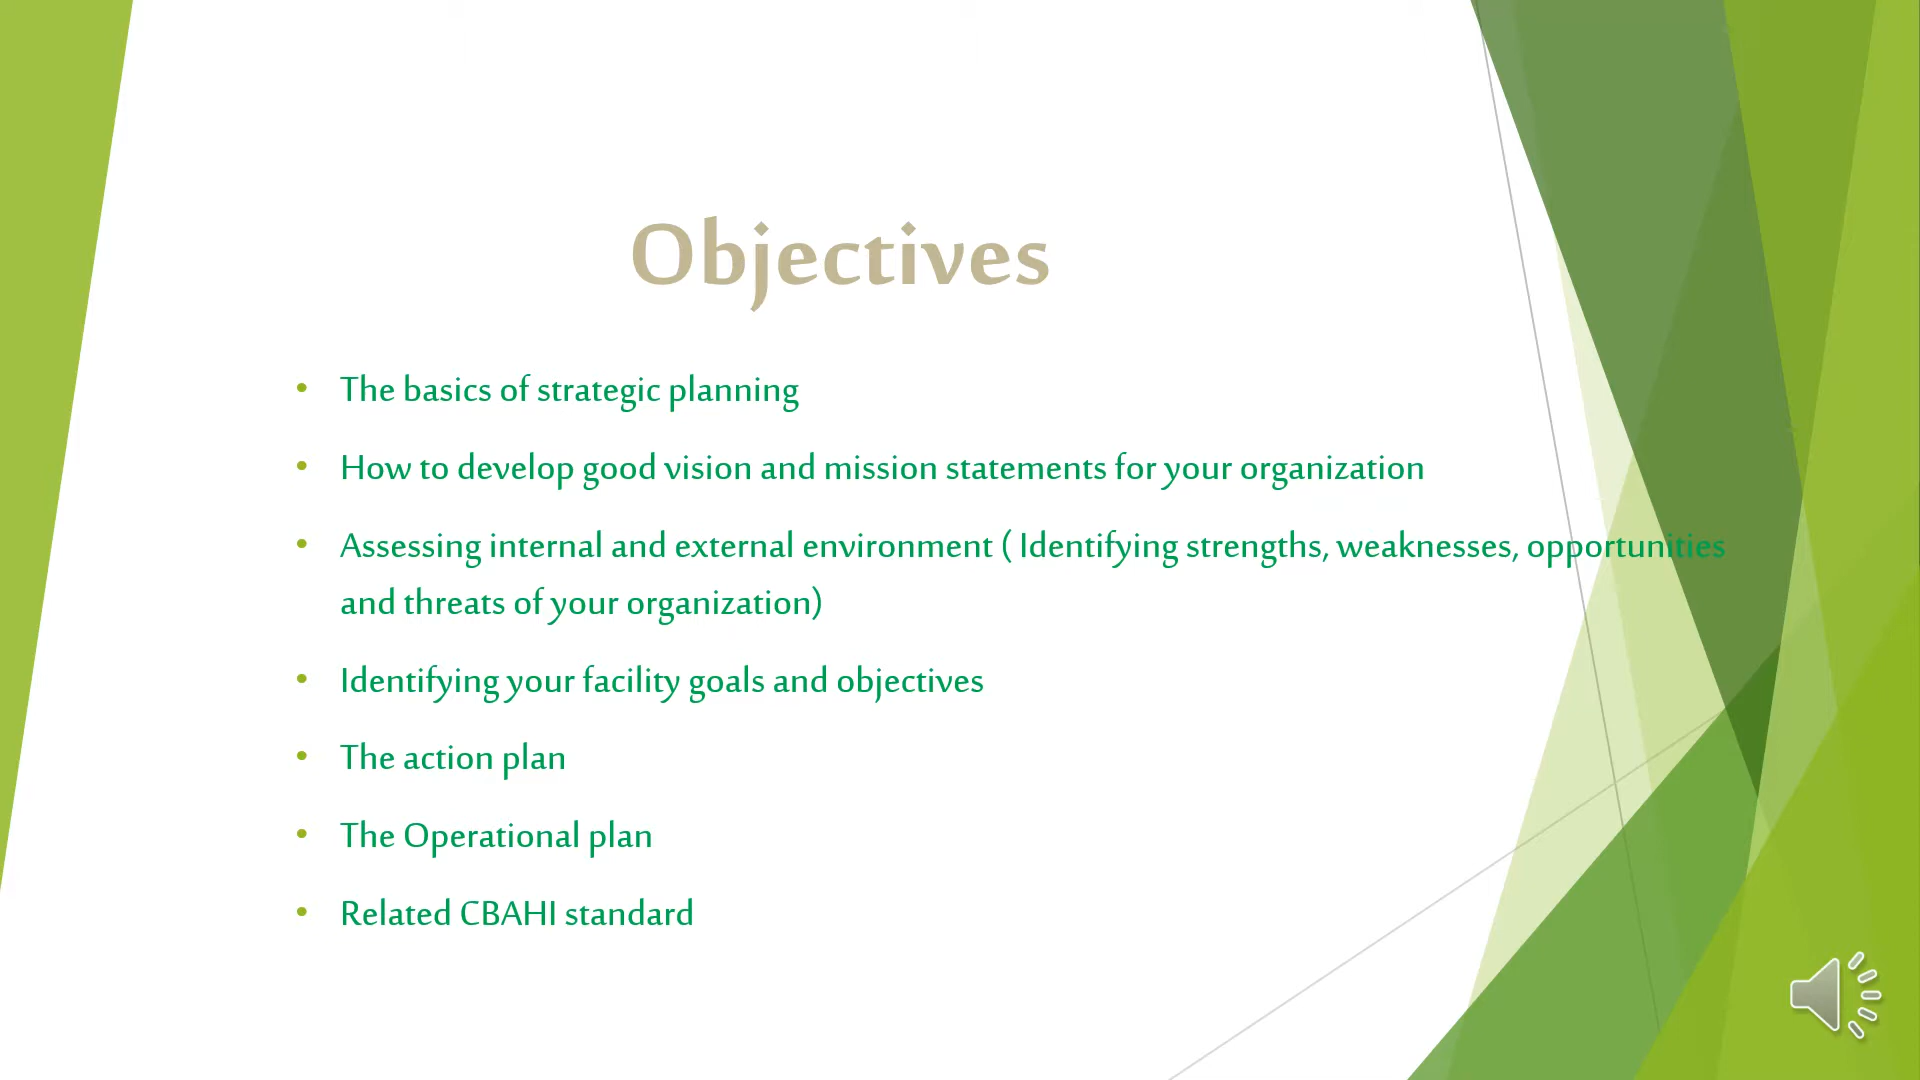 Objectives
• The basics of strategic planning
• How to develop good vision and mission statements for your organization
• Assessing internal and external environment ( Identifying strengths, weaknesses, opportunities
and threats of your organization)
• Identifying your facility goals and objectives
• The action plan
• The Operational plan
• Related CBAHI standard